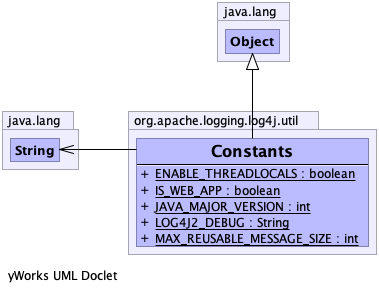 java.lang
Object
java.lang
String
org.apache.logging.log4j.util
Constants
+ ENABLE_THREADLOCALS : boolean
+ IS_WEB_APP : boolean
+ JAVA_MAJOR_VERSION : int
+ LOG4J2_DEBUG : String
+ MAX_REUSABLE_MESSAGE_SIZE : int
yWorks UML Doclet